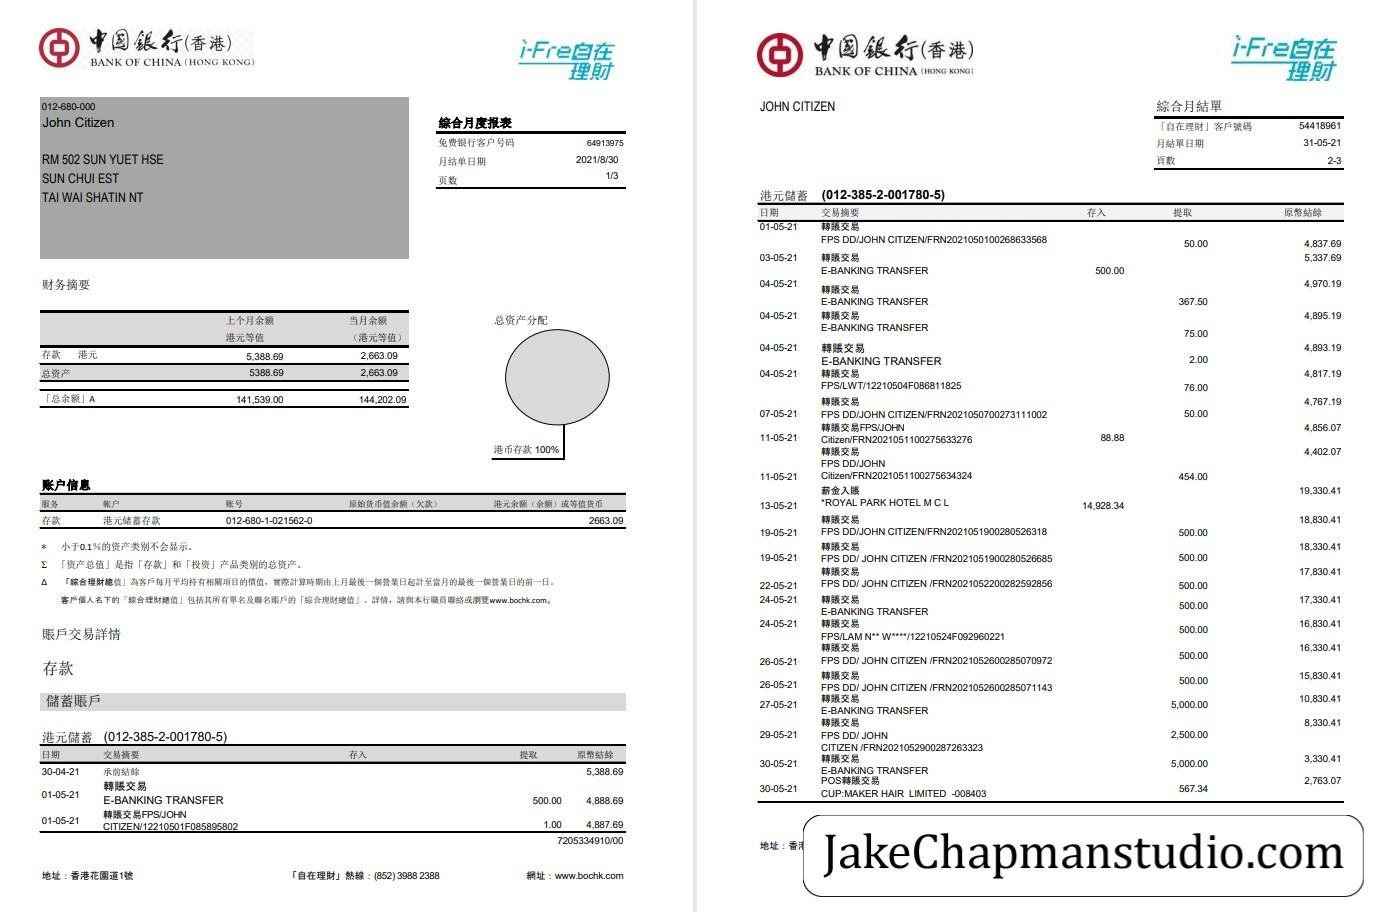 中國銀行(香港)
BANK OF CHINA (HONG KONG)
i-Free自在
理財
012-680-000
John Citizen
RM 502 SUN YUET HSE
SUN CHUI EST
TAI WAI SHATIN NT
綜合月度报表
免费银行客户号码 64913975
月结单日期 2021/8/30
页数 1/3
财务摘要
上个月余额 当月余额
港元等值 （港元等值）
存款 港元 5,388.69 2,663.09
总资产 5388.69 2,663.09
「总余额」Δ 141,539.00 144,202.09
总资产分配
港币存款 100%
账户信息
服务 帐户 账号 原始货币值余额（欠款） 港元余额（余额）或等值货币
存款 港元儲蓄存款 012-680-1-021562-0 2663.09
* 小于0.1%的资产类别不会显示。
Σ 「资产总值」是指「存款」和「投资」产品类别的总资产。
Δ 「綜合理財總值」為客戶每月平均持有相關項目的價值，實際計算時期由上月最後一個營業日起計至當月的最後一個營業日的前一日。
客戶個人名下的「綜合理財總值」包括其所有單名及聯名賬戶的「綜合理財總值」。詳情，請與本行職員聯絡或瀏覽www.bochk.com。
賬戶交易詳情
存款
儲蓄賬戶
港元儲蓄 (012-385-2-001780-5)
日期 交易摘要 存入 提取 原幣結餘
30-04-21 承前結餘 5,388.69
01-05-21 轉賬交易
E-BANKING TRANSFER 500.00 4,888.69
01-05-21 轉賬交易FPS/JOHN
CITIZEN/12210501F085895802 1.00 4,887.69
7205334910/00
地址：香港花園道1號 「自在理財」熱線：(852) 3988 2388 網址：www.bochk.com
中國銀行(香港)
BANK OF CHINA (HONG KONG)
i-Free自在
理財
JOHN CITIZEN
綜合月結單
「自在理財」客戶號碼 54418961
月結單日期 31-05-21
頁數 2-3
港元儲蓄 (012-385-2-001780-5)
日期 交易摘要 存入 提取 原幣結餘
01-05-21 轉賬交易
FPS DD/JOHN CITIZEN/FRN2021050100268633568 50.00 4,837.69
03-05-21 轉賬交易 5,337.69
E-BANKING TRANSFER 500.00
04-05-21 轉賬交易 4,970.19
E-BANKING TRANSFER 367.50
04-05-21 轉賬交易 4,895.19
E-BANKING TRANSFER 75.00
04-05-21 轉賬交易 4,893.19
E-BANKING TRANSFER 2.00
04-05-21 轉賬交易 4,817.19
FPS/LWT/12210504F086811825 76.00
轉賬交易 4,767.19
07-05-21 FPS DD/JOHN CITIZEN/FRN2021050700273111002 50.00
轉賬交易FPS/JOHN 4,856.07
11-05-21 Citizen/FRN2021051100275633276 88.88
轉賬交易 4,402.07
FPS DD/JOHN
11-05-21 Citizen/FRN2021051100275634324 454.00
薪金入賬 19,330.41
13-05-21 *ROYAL PARK HOTEL M C L 14,928.34
轉賬交易 18,830.41
19-05-21 FPS DD/JOHN CITIZEN/FRN2021051900280526318 500.00
轉賬交易 18,330.41
19-05-21 FPS DD/JOHN CITIZEN /FRN2021051900280526685 500.00
轉賬交易 17,830.41
22-05-21 FPS DD/JOHN CITIZEN /FRN2021052200282592856 500.00
24-05-21 轉賬交易 17,330.41
E-BANKING TRANSFER 500.00
24-05-21 轉賬交易 16,830.41
FPS/LAM N** W****/12210524F092960221 500.00
轉賬交易 16,330.41
26-05-21 FPS DD/ JOHN CITIZEN /FRN2021052600285070972 500.00
轉賬交易 15,830.41
26-05-21 FPS DD/ JOHN CITIZEN /FRN2021052600285071143 500.00
27-05-21 轉賬交易 10,830.41
E-BANKING TRANSFER 5,000.00
轉賬交易 8,330.41
29-05-21 FPS DD/ JOHN 2,500.00
CITIZEN /FRN2021052900287263323
30-05-21 轉賬交易 3,330.41
E-BANKING TRANSFER 5,000.00
POS轉賬交易 2,763.07
30-05-21 CUP:MAKER HAIR LIMITED -008403 567.34
地址：香
JakeChapmanstudio.com